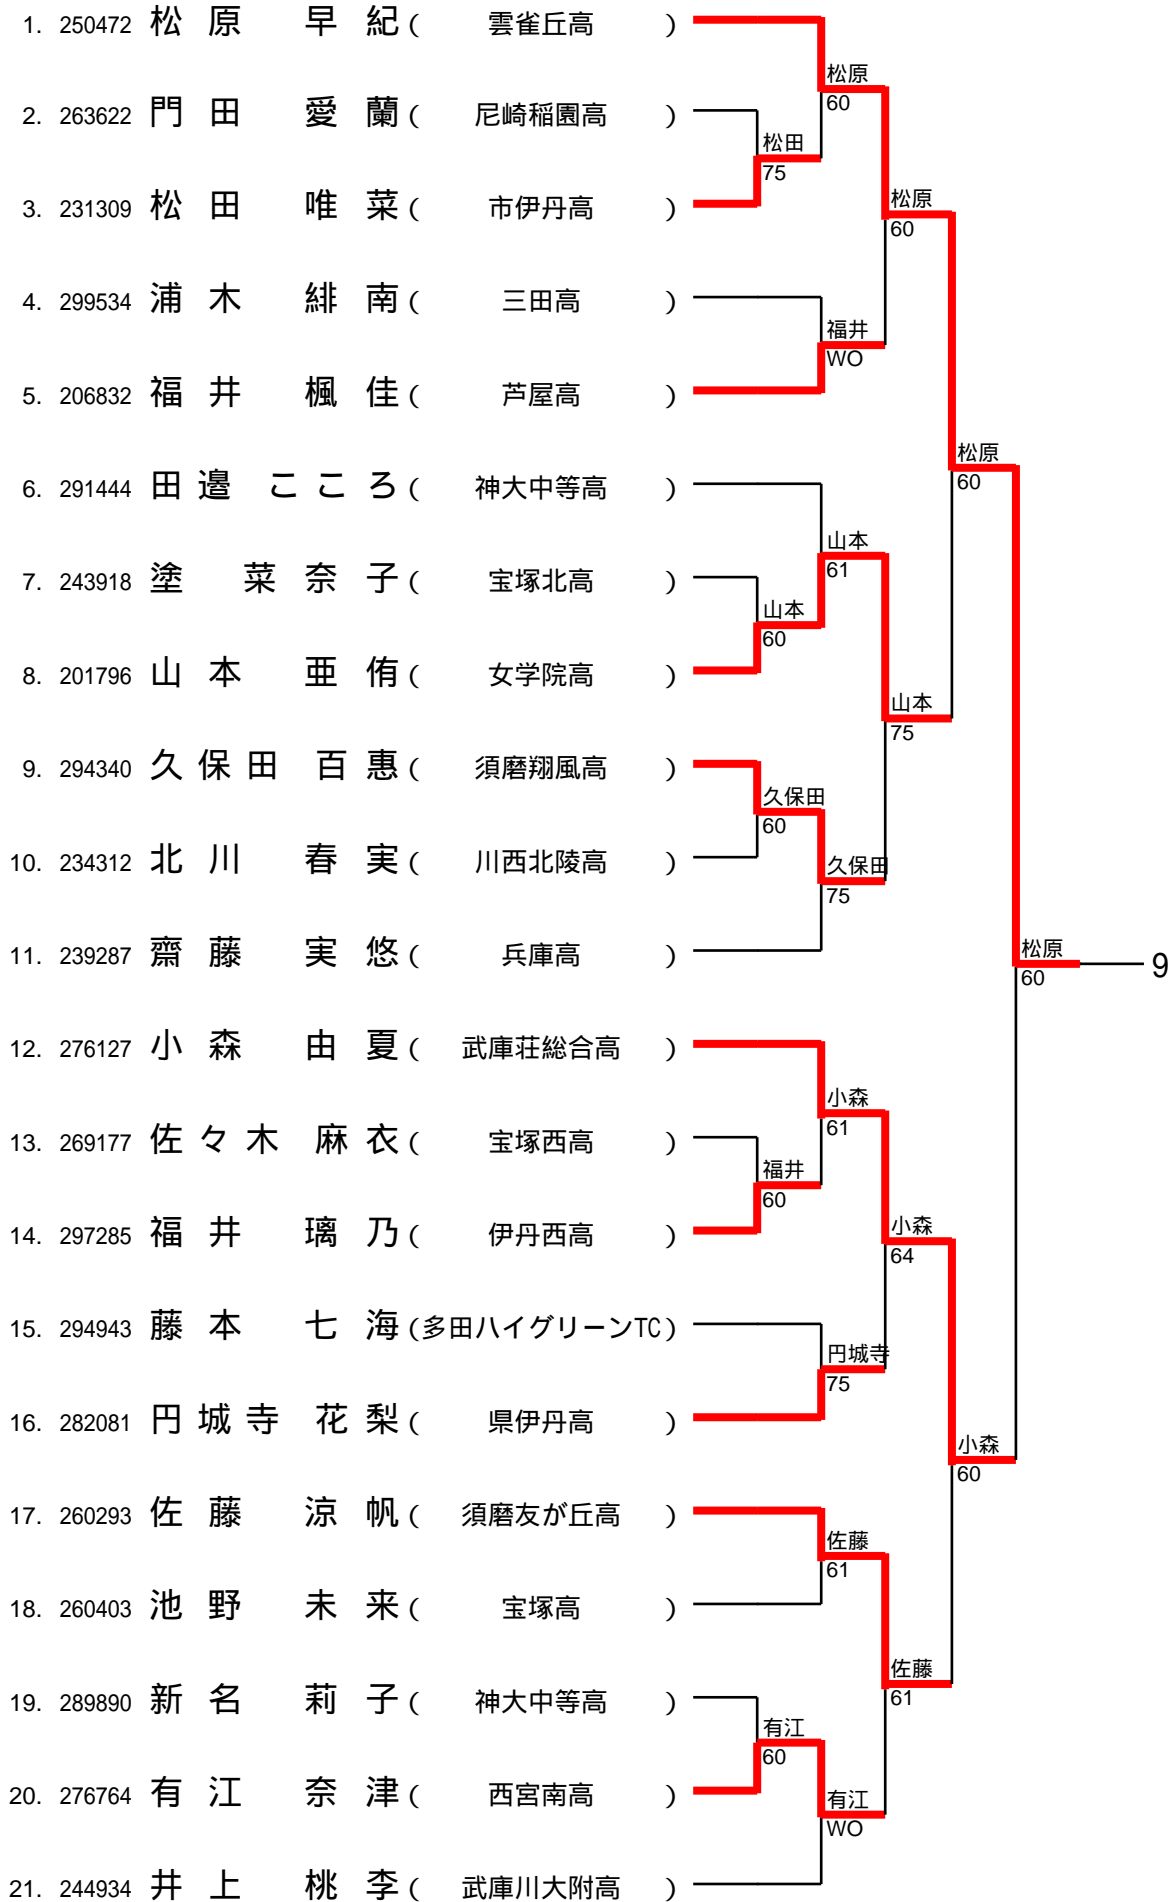 1. 250472 松原 早紀 ( 雲雀丘高 )
松原
60
2. 263622 門田 愛蘭 ( 尼崎稲園高 )
松田
75
3. 231309 松田 唯菜 ( 市伊丹高 )
松原
60
4. 299534 浦木 緋南 ( 三田高 )
福井
WO
5. 206832 福井 楓佳 ( 芦屋高 )
松原
60
6. 291444 田邉 こころ ( 神大中等高 )
山本
61
7. 243918 塗 菜奈子 ( 宝塚北高 )
山本
60
8. 201796 山本 亜侑 ( 女学院高 )
山本
75
9. 294340 久保田 百惠 ( 須磨翔風高 )
久保田
60
10. 234312 北川 春実 ( 川西北陵高 )
久保田
75
11. 239287 齋藤 実悠 ( 兵庫高 )
松原
60
9
12. 276127 小森 由夏 ( 武庫荘総合高 )
小森
61
13. 269177 佐々木 麻衣 ( 宝塚西高 )
福井
60
14. 297285 福井 璃乃 ( 伊丹西高 )
小森
64
15. 294943 藤本 七海 (多田ハイグリーンTC)
円城寺
75
16. 282081 円城寺 花梨 ( 県伊丹高 )
小森
60
17. 260293 佐藤 涼帆 ( 須磨友が丘高 )
佐藤
61
18. 260403 池野 未来 ( 宝塚高 )
佐藤
61
19. 289890 新名 莉子 ( 神大中等高 )
有江
60
20. 276764 有江 奈津 ( 西宮南高 )
有江
WO
21. 244934 井上 桃李 ( 武庫川大附高 )